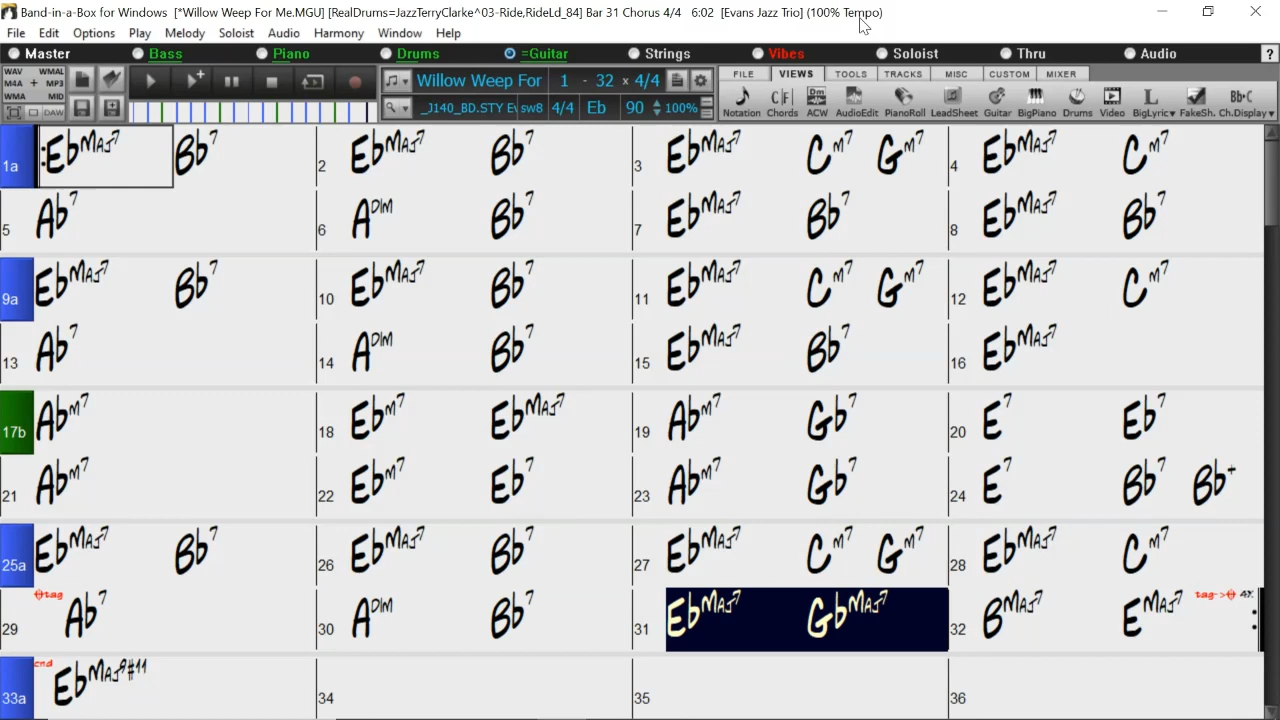 Band-in-a-Box for Windows [*Willow Weep For Me.MGU] [RealDrums=JazzTerryClarke^03-Ride,RideLd_84] Bar 31 Chorus 4/4 6:02 [Evans Jazz Trio] (100% Tempo)
File Edit Options Play Melody Soloist Audio Harmony Window Help
Master Bass Piano Drums =Guitar Strings Vibes Soloist Thru Audio ?
WAV WMAL
M4A + MP3
WMA MID
DAW
Willow Weep For 1 - 32 x 4/4
_J140_BD.STY sw8 4/4 Eb 90 100%
FILE VIEWS TOOLS TRACKS MISC CUSTOM MIXER
Notation Chords ACW AudioEdit PianoRoll LeadSheet Guitar BigPiano Drums Video BigLyric FakeSh. Ch.Display
1a EbMAJ7 Bb7 2 EbMAJ7 Bb7 3 EbMAJ7 Cm7 Gm7 4 EbMAJ7 Cm7
5 Ab7 6 ADIM Bb7 7 EbMAJ7 Bb7 8 EbMAJ7 Bb7
9a EbMAJ7 Bb7 10 EbMAJ7 Bb7 11 EbMAJ7 Cm7 Gm7 12 EbMAJ7 Cm7
13 Ab7 14 ADIM Bb7 15 EbMAJ7 Bb7 16 EbMAJ7
17b Abm7 18 Ebm7 EbMAJ7 19 Abm7 Gb7 20 E7 Eb7
21 Abm7 22 Ebm7 Eb7 23 Abm7 Gb7 24 E7 Bb7 Bb+
25a EbMAJ7 Bb7 26 EbMAJ7 Bb7 27 EbMAJ7 Cm7 Gm7 28 EbMAJ7 Cm7
tag tag-> 4X
29 Ab7 30 ADIM Bb7 31 EbMAJ7 GbMAJ7 32 BMAJ7 EMAJ7
end
33a EbMAJ9#11 34 35 36